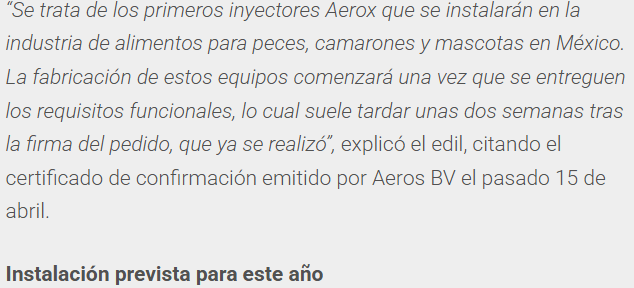 “Se trata de los primeros inyectores Aerox que se instalarán en la
industria de alimentos para peces, camarones y mascotas en México.
La fabricación de estos equipos comenzará una vez que se entreguen
los requisitos funcionales, lo cual suele tardar unas dos semanas tras
la firma del pedido, que ya se realizó”, explicó el edil, citando el
certificado de confirmación emitido por Aeros BV el pasado 15 de
abril.
Instalación prevista para este año